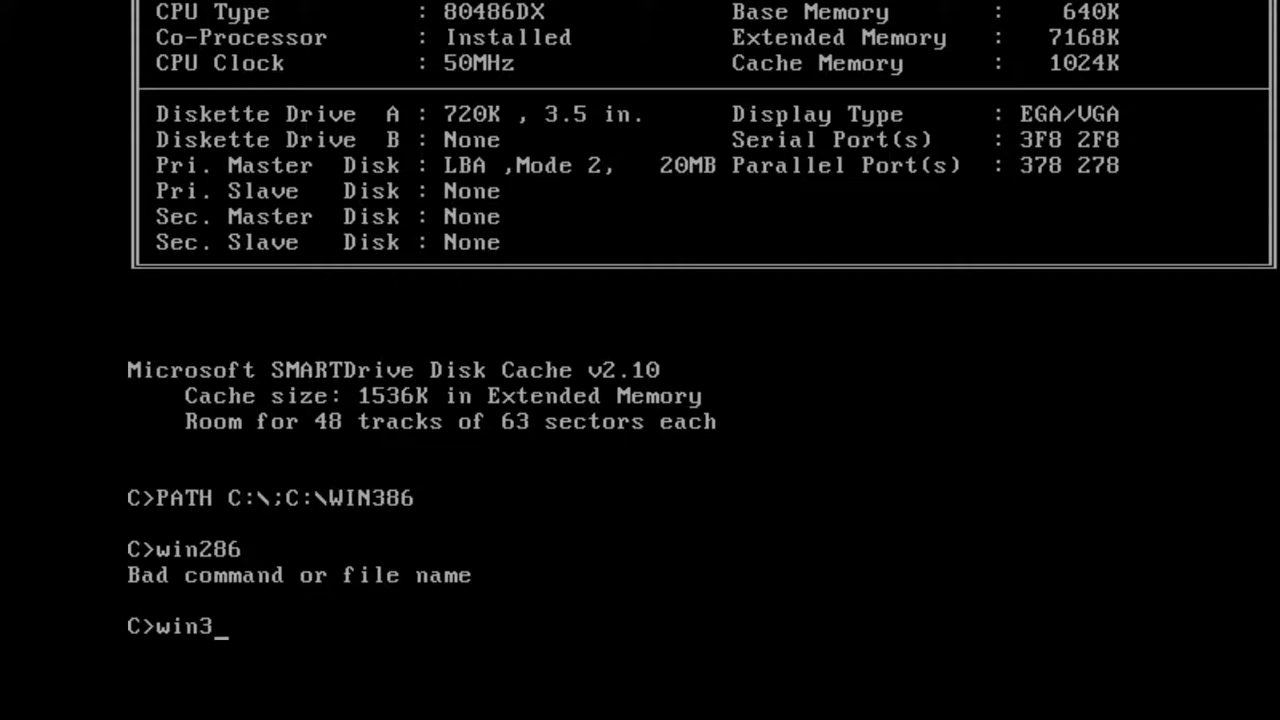 CPU Type : 80486DX Base Memory : 640K
Co-Processor : Installed Extended Memory : 7168K
CPU Clock : 50MHz Cache Memory : 1024K
Diskette Drive A : 720K , 3.5 in. Display Type : EGA/VGA
Diskette Drive B : None Serial Port(s) : 3F8 2F8
Pri. Master Disk : LBA ,Mode 2, 20MB Parallel Port(s) : 378 278
Pri. Slave Disk : None
Sec. Master Disk : None
Sec. Slave Disk : None
Microsoft SMARTDrive Disk Cache v2.10
Cache size: 1536K in Extended Memory
Room for 48 tracks of 63 sectors each
C>PATH C:\;C:\WIN386
C>win286
Bad command or file name
C>win3_